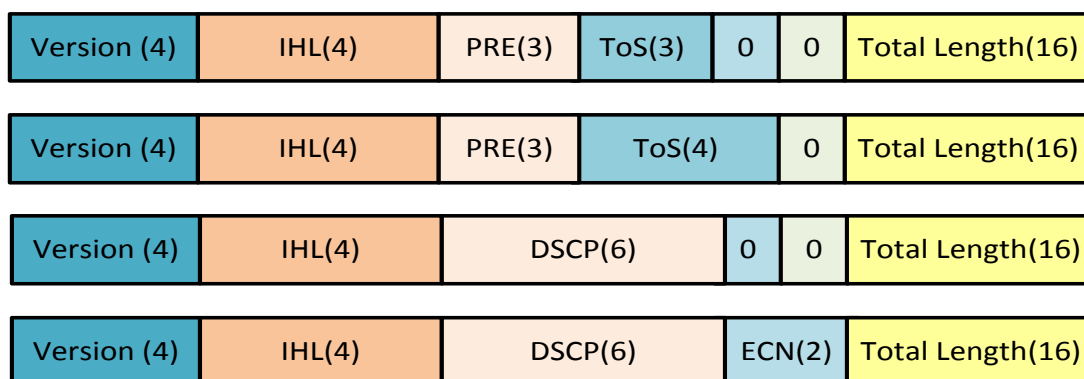 Version (4) IHL(4) PRE(3) ToS(3) 0 0 Total Length(16)
Version (4) IHL(4) PRE(3) ToS(4) 0 Total Length(16)
Version (4) IHL(4) DSCP(6) 0 0 Total Length(16)
Version (4) IHL(4) DSCP(6) ECN(2) Total Length(16)